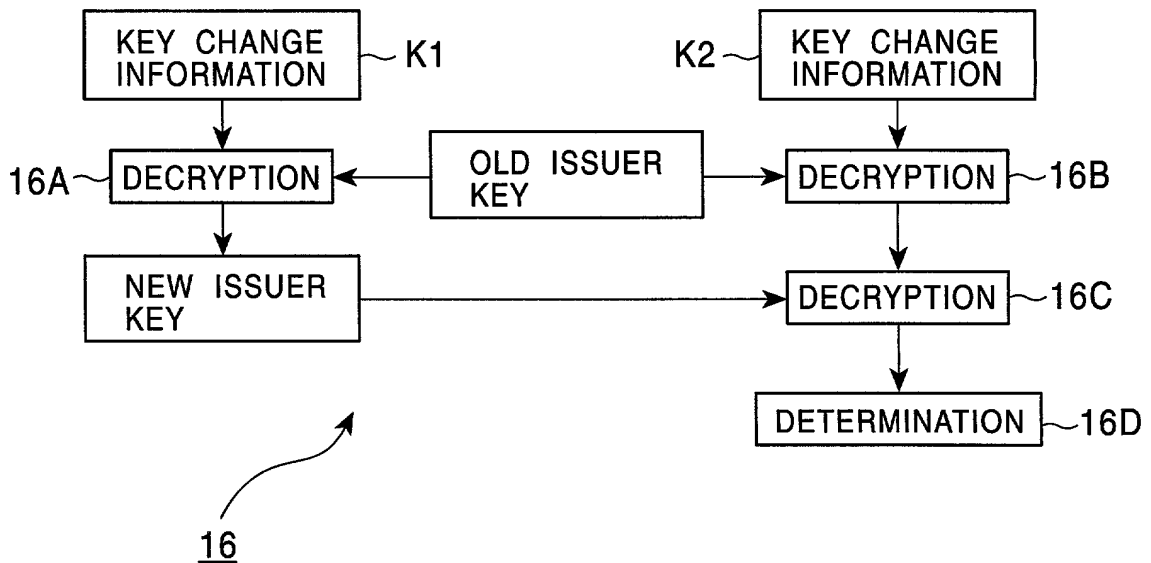 KEY CHANGE
INFORMATION
K1
K2
KEY CHANGE
INFORMATION
16A
DECRYPTION
OLD ISSUER
KEY
DECRYPTION
16B
NEW ISSUER
KEY
DECRYPTION
16C
DETERMINATION
16D
16